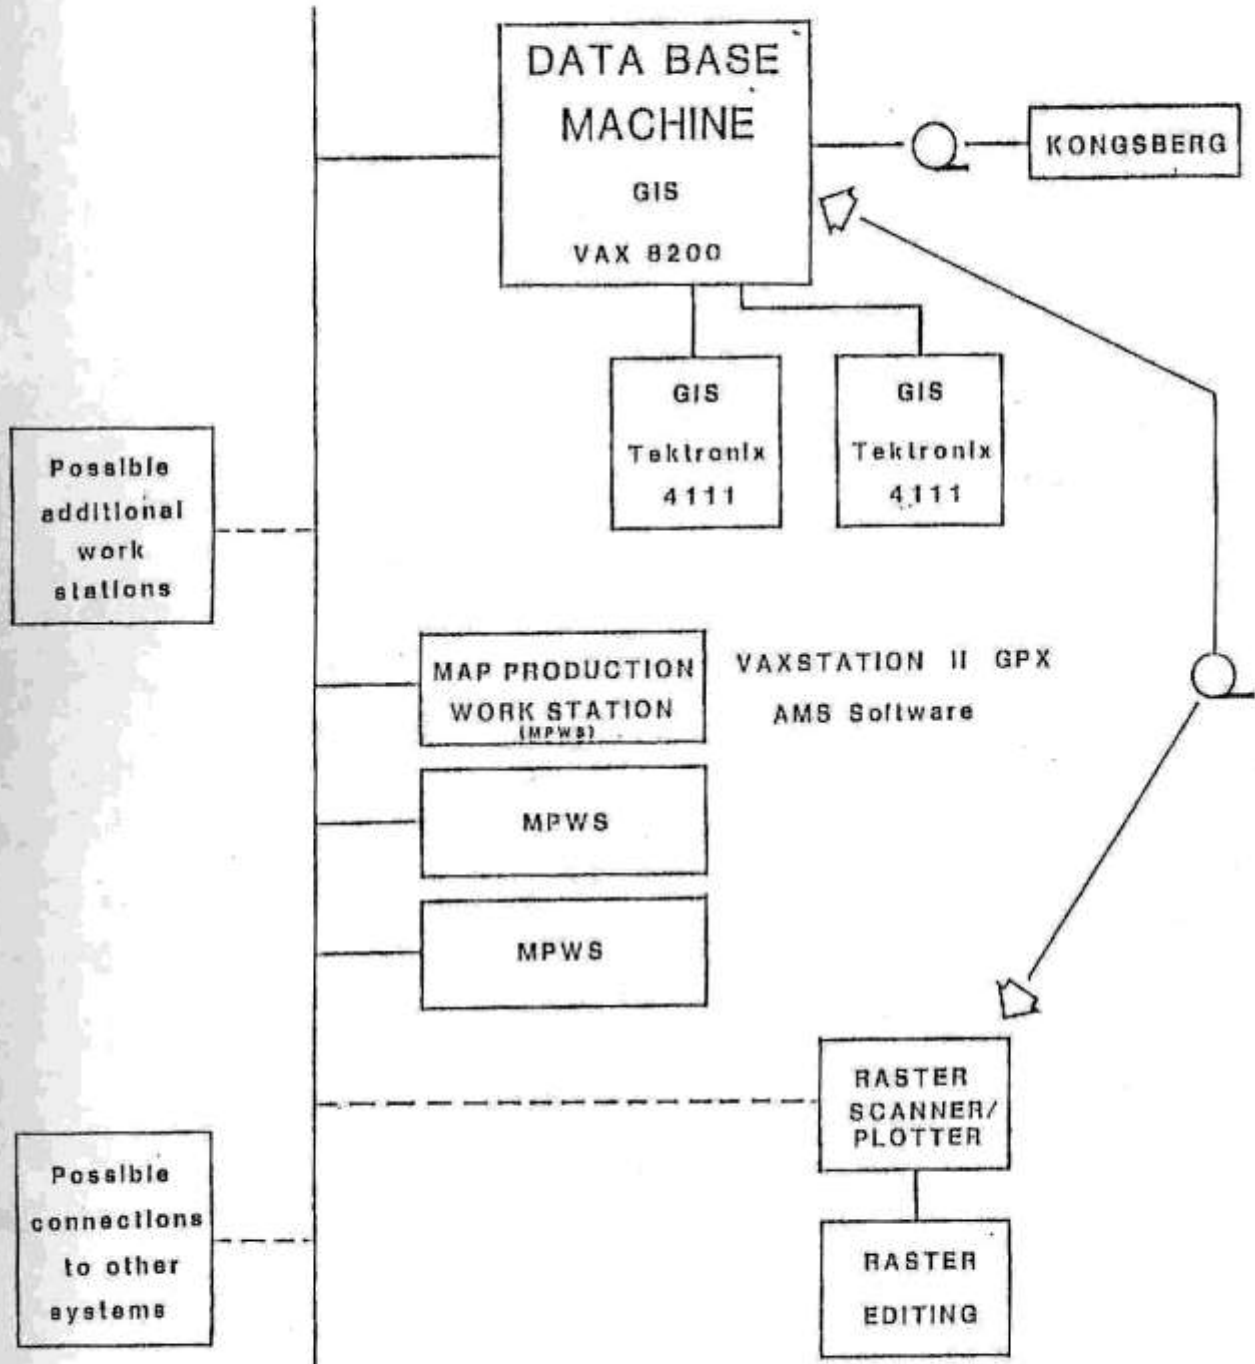 DATA BASE
MACHINE
GIS
VAX 8200
KONGSBERG
GIS
Tektronix
4111
GIS
Tektronix
4111
Possible
additional
work
stations
MAP PRODUCTION
WORK STATION
(MPWS)
VAXSTATION II GPX
AMS Software
MPWS
MPWS
RASTER
SCANNER/
PLOTTER
Possible
connections
to other
systems
RASTER
EDITING